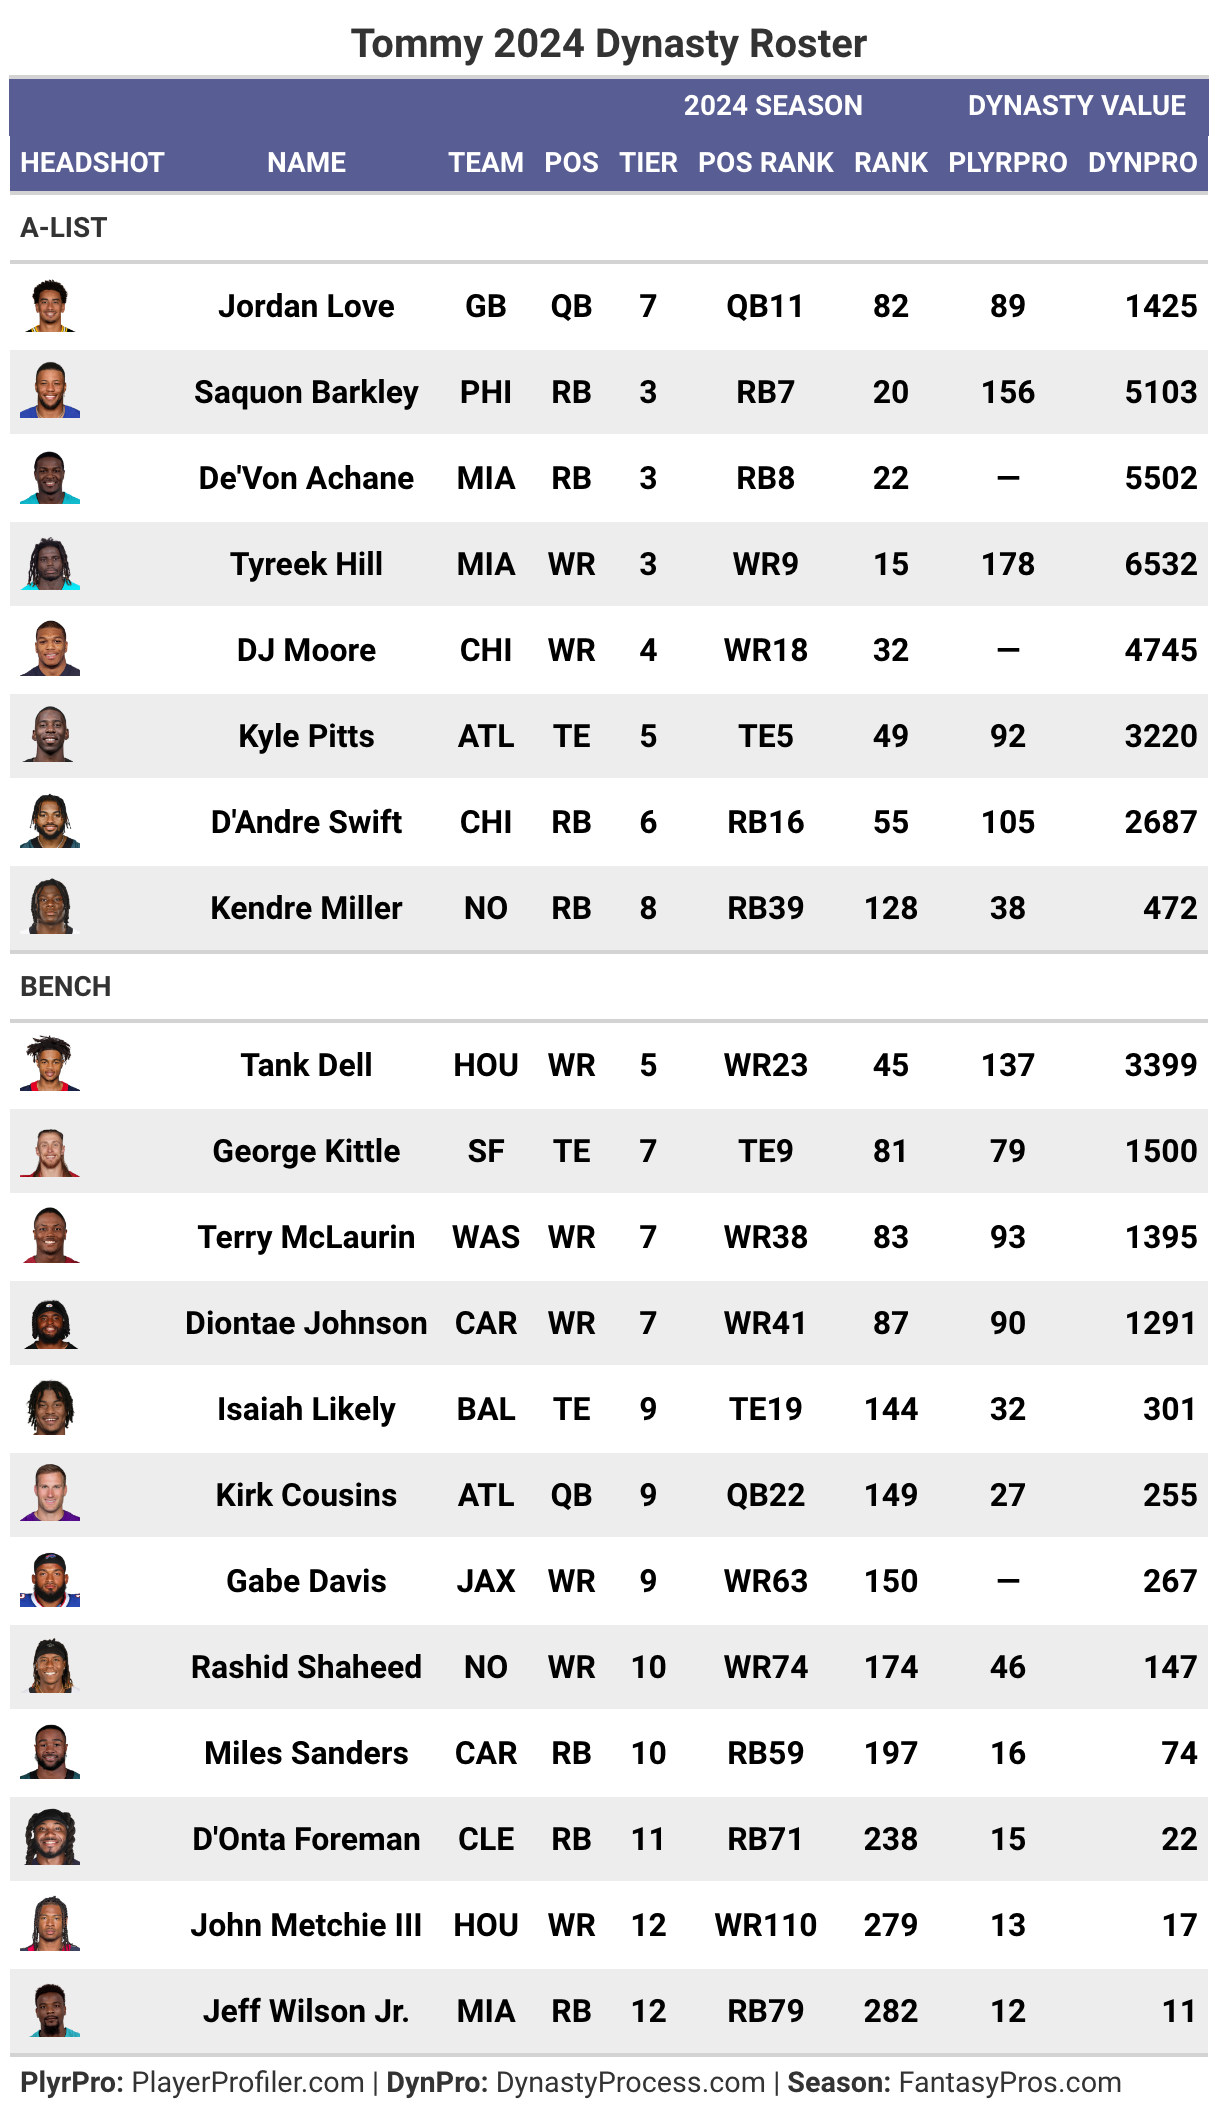 Tommy 2024 Dynasty Roster
2024 SEASON DYNASTY VALUE
HEADSHOT NAME TEAM POS TIER POS RANK RANK PLYRPRO DYNPRO
A-LIST
Jordan Love GB QB 7 QB11 82 89 1425
Saquon Barkley PHI RB 3 RB7 20 156 5103
De'Von Achane MIA RB 3 RB8 22 — 5502
Tyreek Hill MIA WR 3 WR9 15 178 6532
DJ Moore CHI WR 4 WR18 32 — 4745
Kyle Pitts ATL TE 5 TE5 49 92 3220
D'Andre Swift CHI RB 6 RB16 55 105 2687
Kendre Miller NO RB 8 RB39 128 38 472
BENCH
Tank Dell HOU WR 5 WR23 45 137 3399
George Kittle SF TE 7 TE9 81 79 1500
Terry McLaurin WAS WR 7 WR38 83 93 1395
Diontae Johnson CAR WR 7 WR41 87 90 1291
Isaiah Likely BAL TE 9 TE19 144 32 301
Kirk Cousins ATL QB 9 QB22 149 27 255
Gabe Davis JAX WR 9 WR63 150 — 267
Rashid Shaheed NO WR 10 WR74 174 46 147
Miles Sanders CAR RB 10 RB59 197 16 74
D'Onta Foreman CLE RB 11 RB71 238 15 22
John Metchie III HOU WR 12 WR110 279 13 17
Jeff Wilson Jr. MIA RB 12 RB79 282 12 11
PlyrPro: PlayerProfiler.com | DynPro: DynastyProcess.com | Season: FantasyPros.com